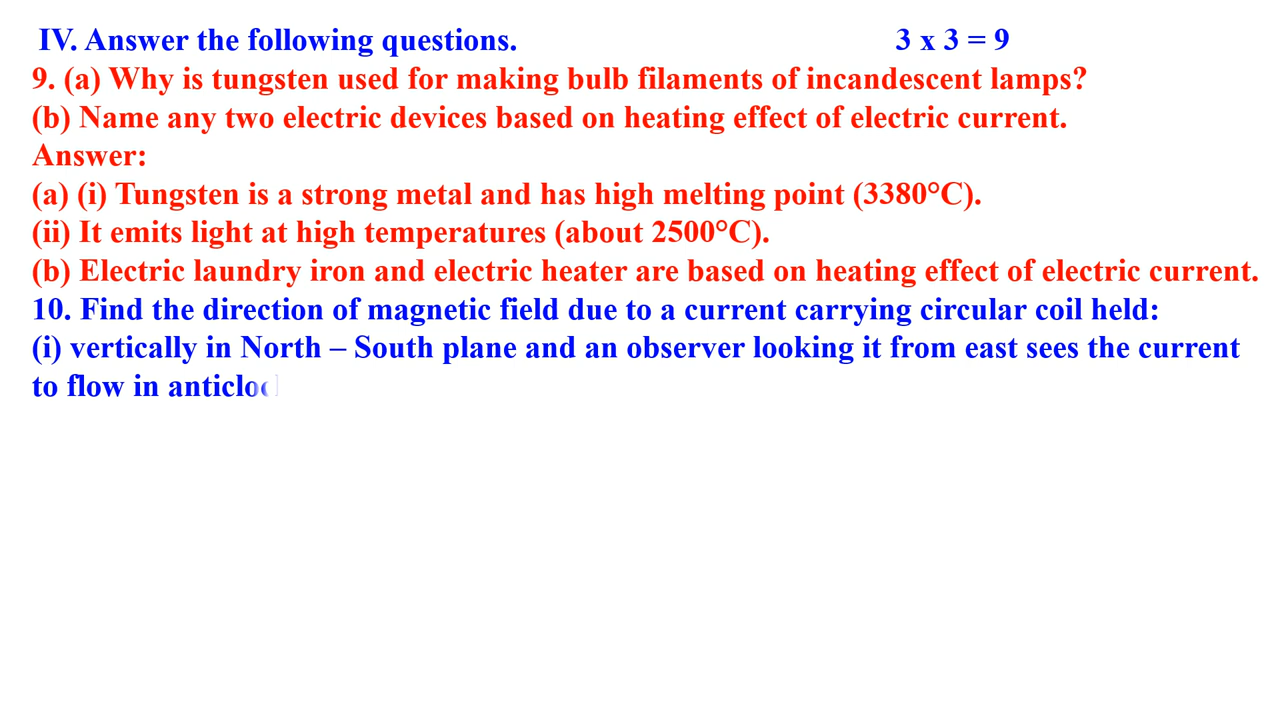 IV. Answer the following questions. 3 x 3 = 9
9. (a) Why is tungsten used for making bulb filaments of incandescent lamps?
(b) Name any two electric devices based on heating effect of electric current.
Answer:
(a) (i) Tungsten is a strong metal and has high melting point (3380°C).
(ii) It emits light at high temperatures (about 2500°C).
(b) Electric laundry iron and electric heater are based on heating effect of electric current.
10. Find the direction of magnetic field due to a current carrying circular coil held:
(i) vertically in North – South plane and an observer looking it from east sees the current
to flow in